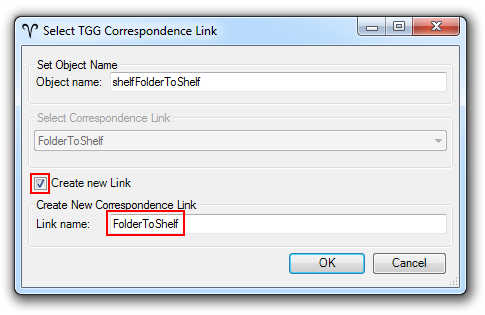 Select TGG Correspondence Link
Set Object Name
Object name: shelfFolderToShelf
Select Correspondence Link
FolderToShelf
Create new Link
Create New Correspondence Link
Link name: FolderToShelf
OK Cancel